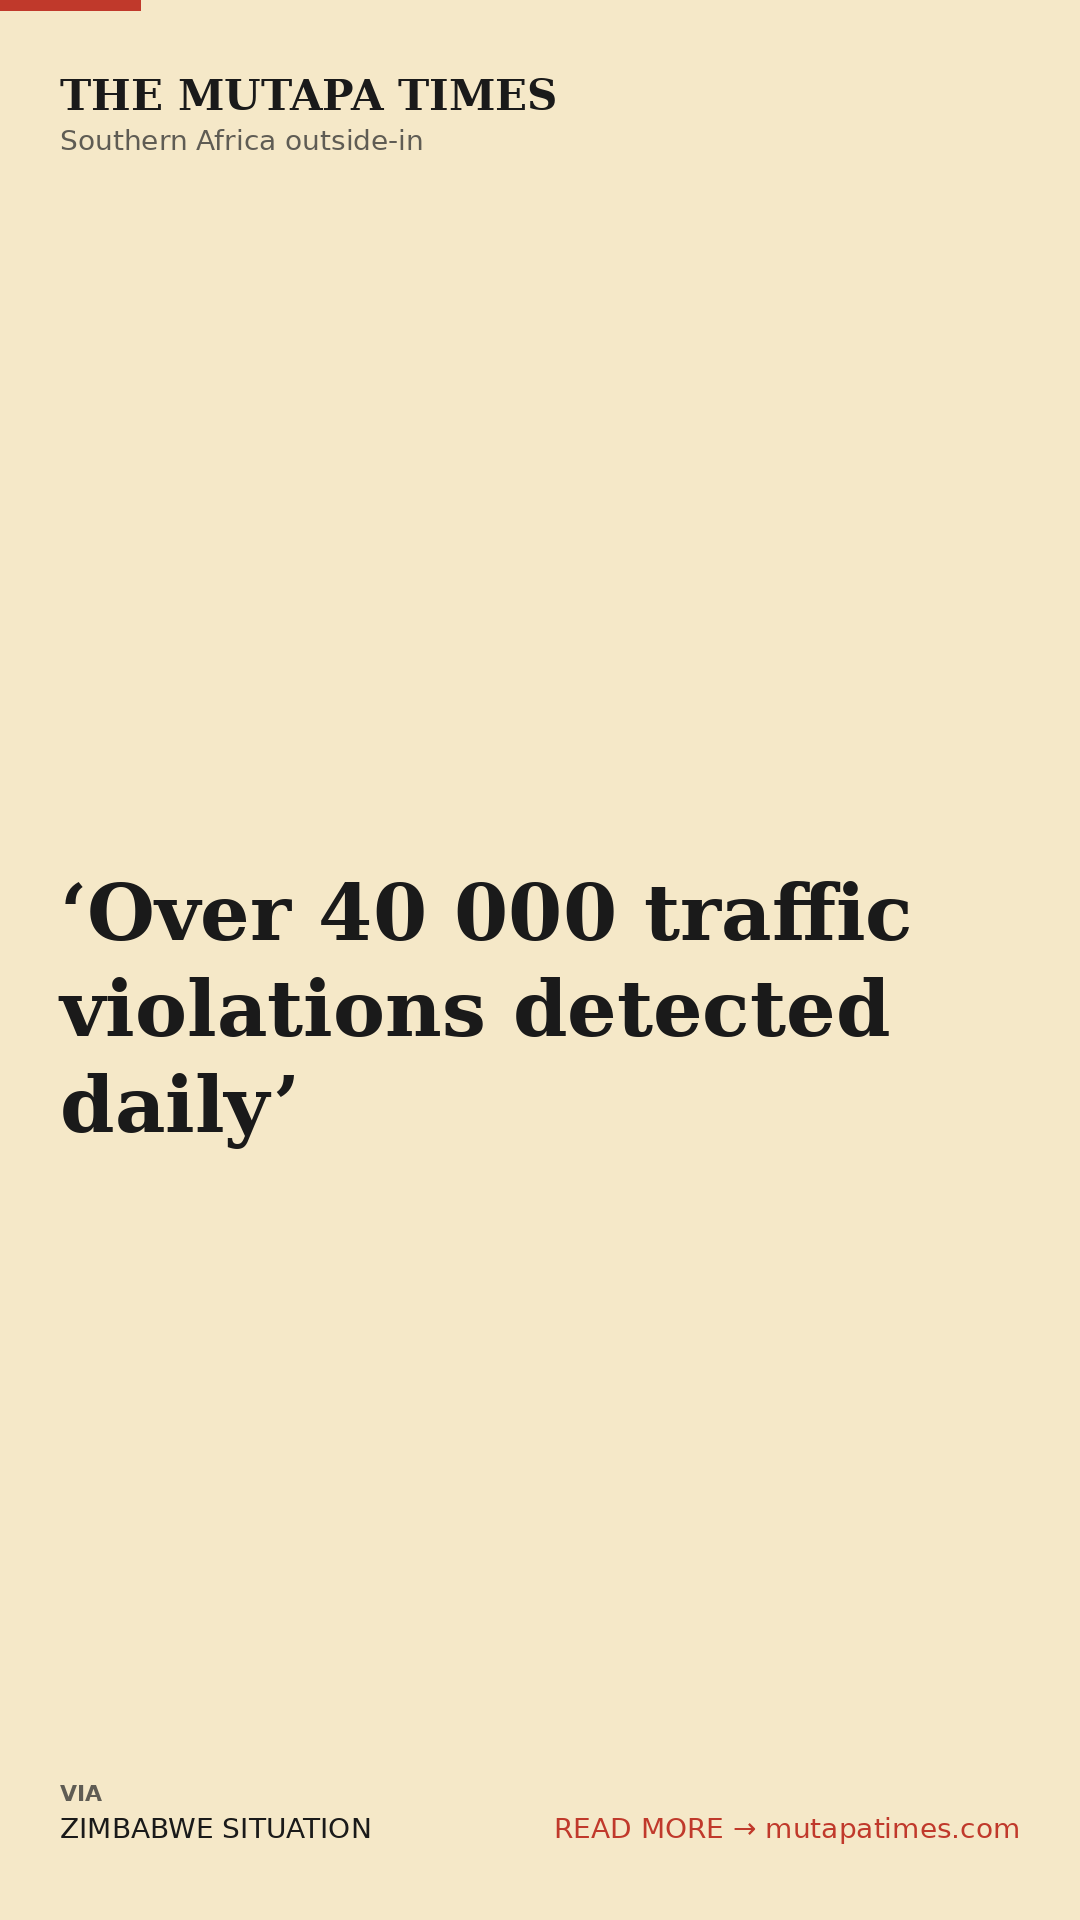 THE MUTAPA TIMES
Southern Africa outside-in
‘Over 40 000 traffic
violations detected
daily’
VIA
ZIMBABWE SITUATION
READ MORE → mutapatimes.com